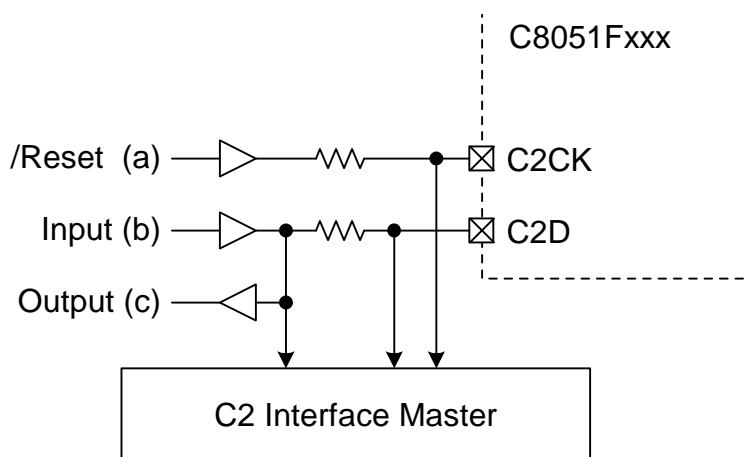 C8051Fxxx
/Reset (a)
C2CK
Input (b)
C2D
Output (c)
C2 Interface Master